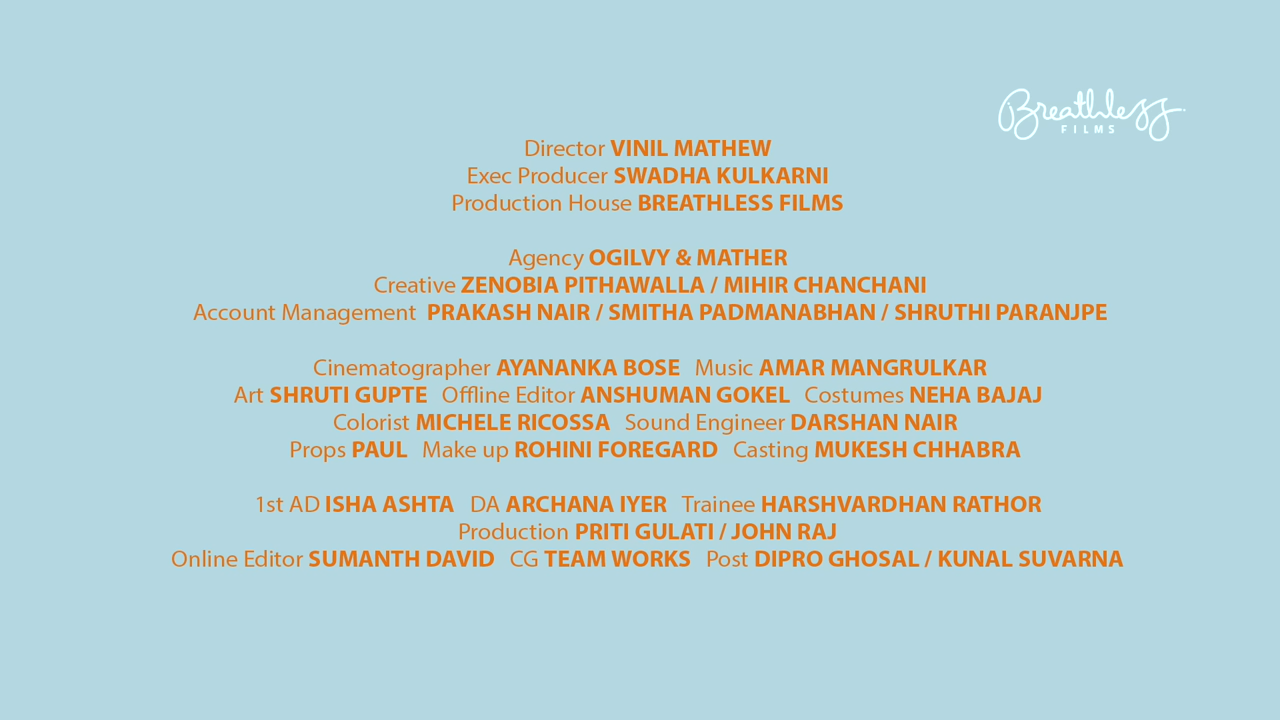 Breathless
FILMS
Director VINIL MATHEW
Exec Producer SWADHA KULKARNI
Production House BREATHLESS FILMS
Agency OGILVY & MATHER
Creative ZENOBIA PITHAWALLA / MIHIR CHANCHANI
Account Management PRAKASH NAIR / SMITHA PADMANABHAN / SHRUTHI PARANJPE
Cinematographer AYANANKA BOSE Music AMAR MANGRULKAR
Art SHRUTI GUPTE Offline Editor ANSHUMAN GOKEL Costumes NEHA BAJAJ
Colorist MICHELE RICOSSA Sound Engineer DARSHAN NAIR
Props PAUL Make up ROHINI FOREGARD Casting MUKESH CHHABRA
1st AD ISHA ASHTA DA ARCHANA IYER Trainee HARSHVARDHAN RATHOR
Production PRITI GULATI / JOHN RAJ
Online Editor SUMANTH DAVID CG TEAM WORKS Post DIPRO GHOSAL / KUNAL SUVARNA